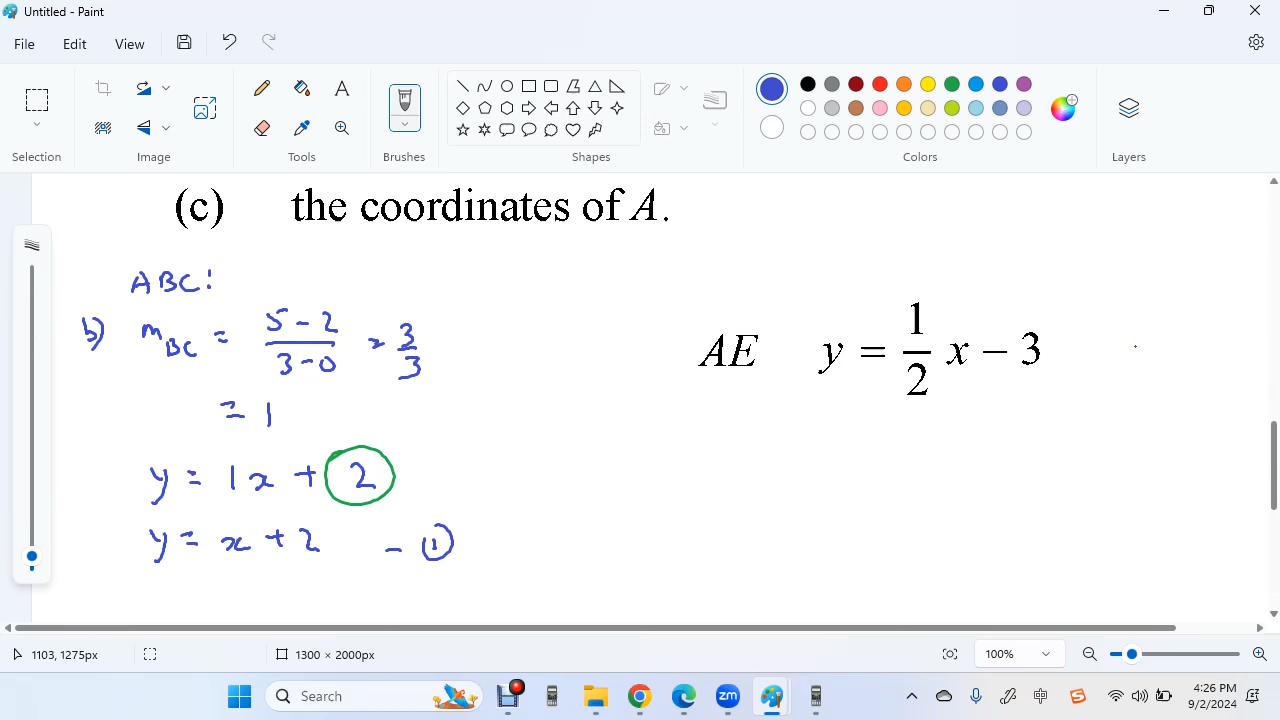 Untitled - Paint
File Edit View
Selection Image Tools Brushes Shapes Colors Layers
(c) the coordinates of A.
ABC:
b) m_BC = (5 - 2)/(3 - 0) = 3/3
= 1
y = 1x + 2
y = x + 2 - ①
AE y = 1/2 x - 3
1103, 1275px 1300 × 2000px 100%
Search zm 中 S 4:26 PM
9/2/2024